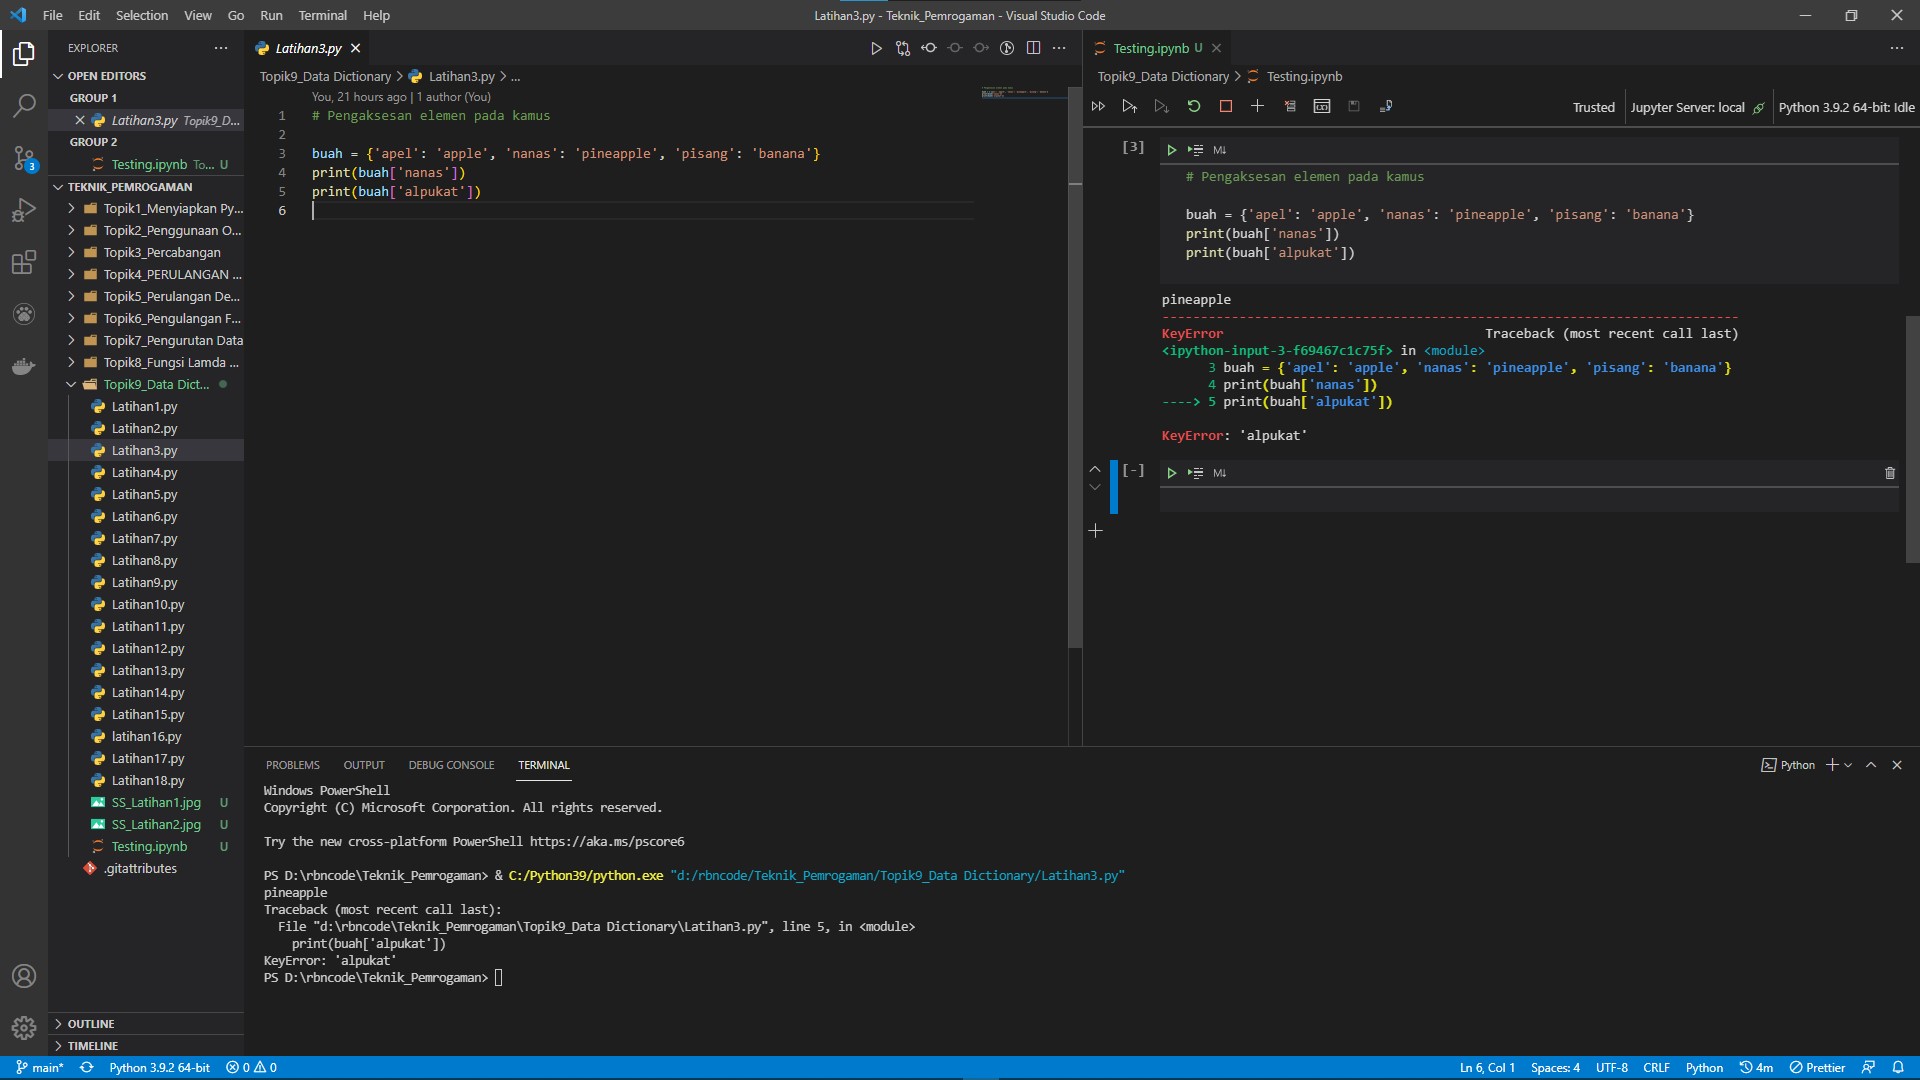 File Edit Selection View Go Run Terminal Help
Latihan3.py - Teknik_Pemrogaman - Visual Studio Code
EXPLORER
OPEN EDITORS
GROUP 1
Latihan3.py Topik9_D...
GROUP 2
Testing.ipynb To... U
TEKNIK_PEMROGAMAN
Topik1_Menyiapkan Py...
Topik2_Penggunaan O...
Topik3_Percabangan
Topik4_PERULANGAN ...
Topik5_Perulangan De...
Topik6_Pengulangan F...
Topik7_Pengurutan Data
Topik8_Fungsi Lamda ...
Topik9_Data Dict...
Latihan1.py
Latihan2.py
Latihan3.py
Latihan4.py
Latihan5.py
Latihan6.py
Latihan7.py
Latihan8.py
Latihan9.py
Latihan10.py
Latihan11.py
Latihan12.py
Latihan13.py
Latihan14.py
Latihan15.py
latihan16.py
Latihan17.py
Latihan18.py
SS_Latihan1.jpg U
SS_Latihan2.jpg U
Testing.ipynb U
.gitattributes
OUTLINE
TIMELINE
3
Latihan3.py
Topik9_Data Dictionary > Latihan3.py > ...
You, 21 hours ago | 1 author (You)
1 # Pengaksesan elemen pada kamus
2
3 buah = {'apel': 'apple', 'nanas': 'pineapple', 'pisang': 'banana'}
4 print(buah['nanas'])
5 print(buah['alpukat'])
6
Testing.ipynb U
Topik9_Data Dictionary > Testing.ipynb
Trusted Jupyter Server: local Python 3.9.2 64-bit: Idle
[3] M↓
# Pengaksesan elemen pada kamus
buah = {'apel': 'apple', 'nanas': 'pineapple', 'pisang': 'banana'}
print(buah['nanas'])
print(buah['alpukat'])
pineapple
---------------------------------------------------------------------------
KeyError Traceback (most recent call last)
<ipython-input-3-f69467c1c75f> in <module>
3 buah = {'apel': 'apple', 'nanas': 'pineapple', 'pisang': 'banana'}
4 print(buah['nanas'])
----> 5 print(buah['alpukat'])
KeyError: 'alpukat'
[-] M↓
PROBLEMS OUTPUT DEBUG CONSOLE TERMINAL
Python
Windows PowerShell
Copyright (C) Microsoft Corporation. All rights reserved.
Try the new cross-platform PowerShell https://aka.ms/pscore6
PS D:\rbncode\Teknik_Pemrogaman> & C:/Python39/python.exe "d:/rbncode/Teknik_Pemrogaman/Topik9_Data Dictionary/Latihan3.py"
pineapple
Traceback (most recent call last):
File "d:\rbncode\Teknik_Pemrogaman\Topik9_Data Dictionary\Latihan3.py", line 5, in <module>
print(buah['alpukat'])
KeyError: 'alpukat'
PS D:\rbncode\Teknik_Pemrogaman>
main* Python 3.9.2 64-bit 0 0
Ln 6, Col 1 Spaces: 4 UTF-8 CRLF Python 4m Prettier